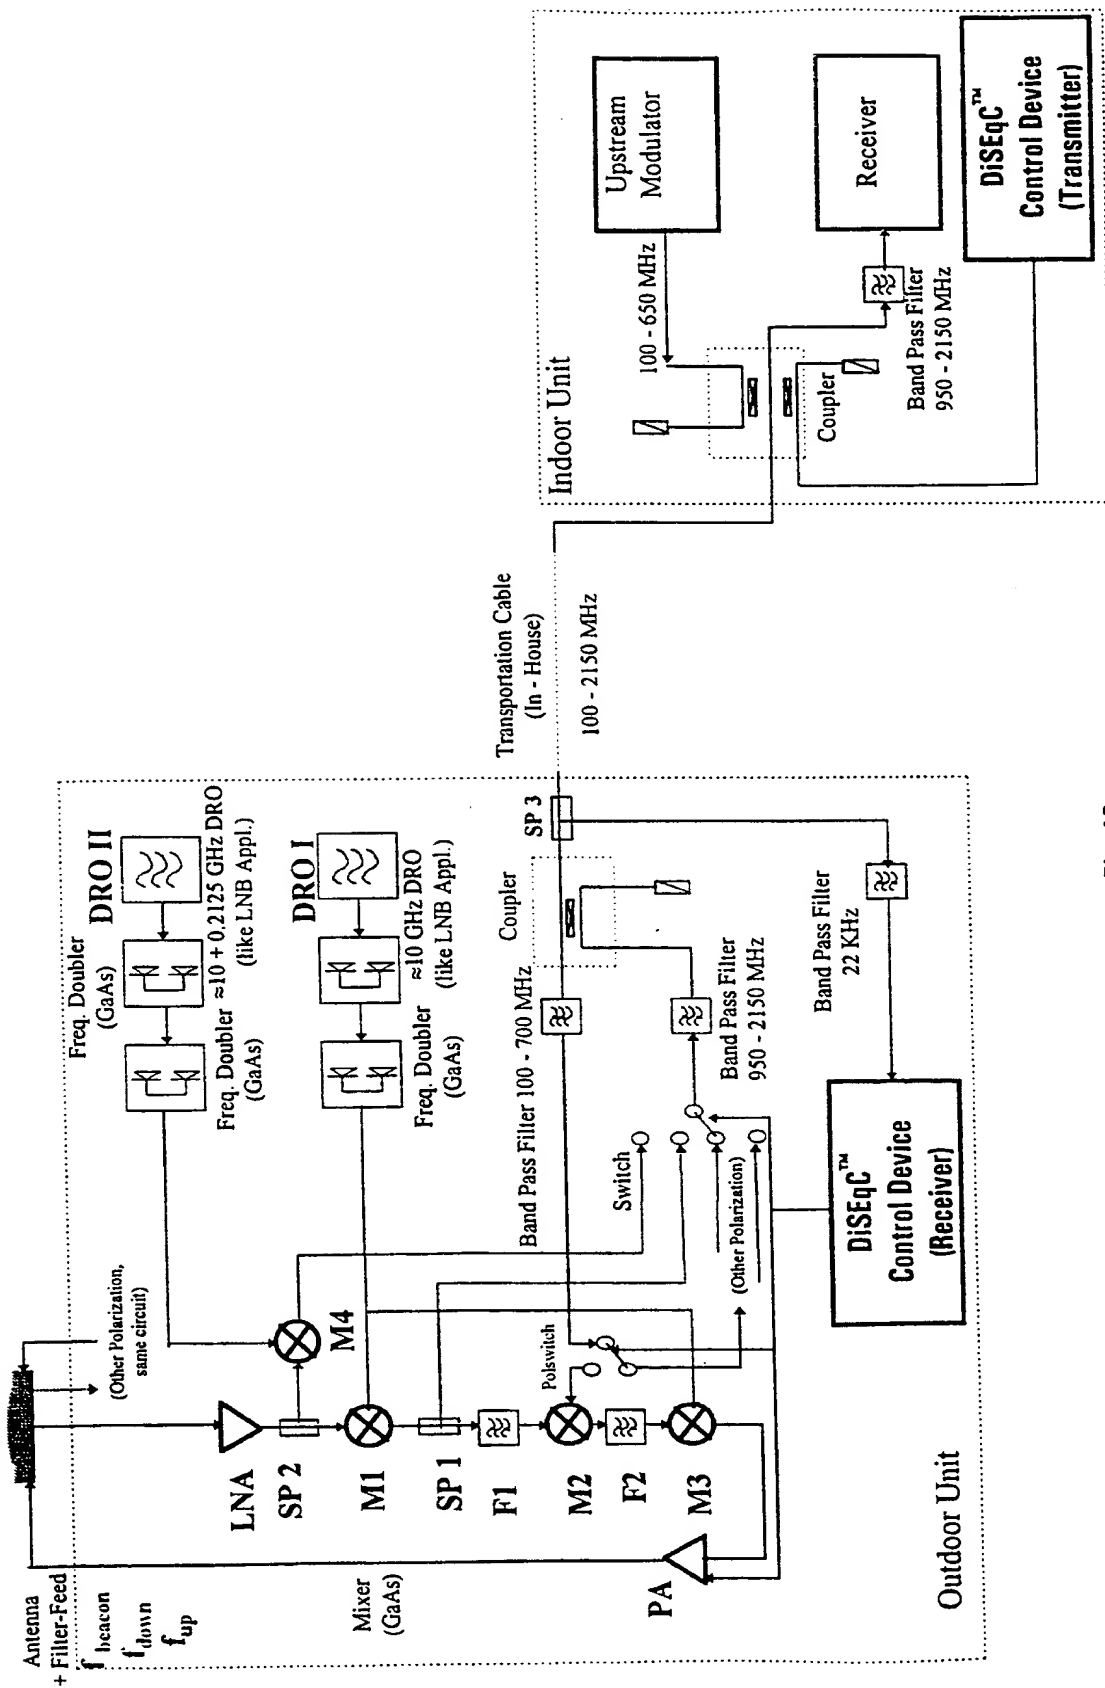 Antenna
+ Filter-Feed
f beacon
f down
f up
(Other Polarization,
same circuit)
Freq. Doubler
(GaAs)
DRO II
Freq. Doubler
(GaAs)
≈10 + 0.2125 GHz DRO
(like LNB Appl.)
DRO I
Freq. Doubler
(GaAs)
≈10 GHz DRO
(like LNB Appl.)
LNA
SP 2
M4
M1
SP 1
F1
M2
F2
M3
PA
Mixer
(GaAs)
Polswitch
Switch
(Other Polarization)
Band Pass Filter 100 - 700 MHz
Band Pass Filter
950 - 2150 MHz
Coupler
SP 3
Band Pass Filter
22 KHz
DiSEqC™
Control Device
(Receiver)
Outdoor Unit
Transportation Cable
(In - House)
100 - 2150 MHz
Indoor Unit
Upstream
Modulator
100 - 650 MHz
Coupler
Receiver
Band Pass Filter
950 - 2150 MHz
DiSEqC™
Control Device
(Transmitter)